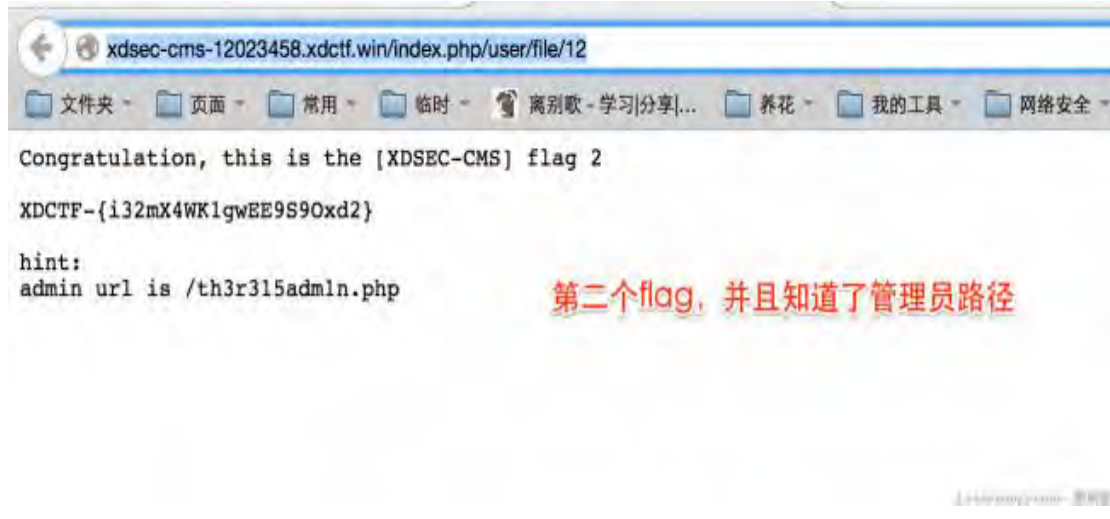 xdsec-cms-12023458.xdctf.win/index.php/user/file/12
文件夹 页面 常用 临时 离别歌 - 学习|分享|... 养花 我的工具 网络安全
Congratulation, this is the [XDSEC-CMS] flag 2
XDCTF-{i32mX4WK1gwEE9S9Oxd2}
hint:
admin url is /th3r315adm1n.php
第二个flag，并且知道了管理员路径